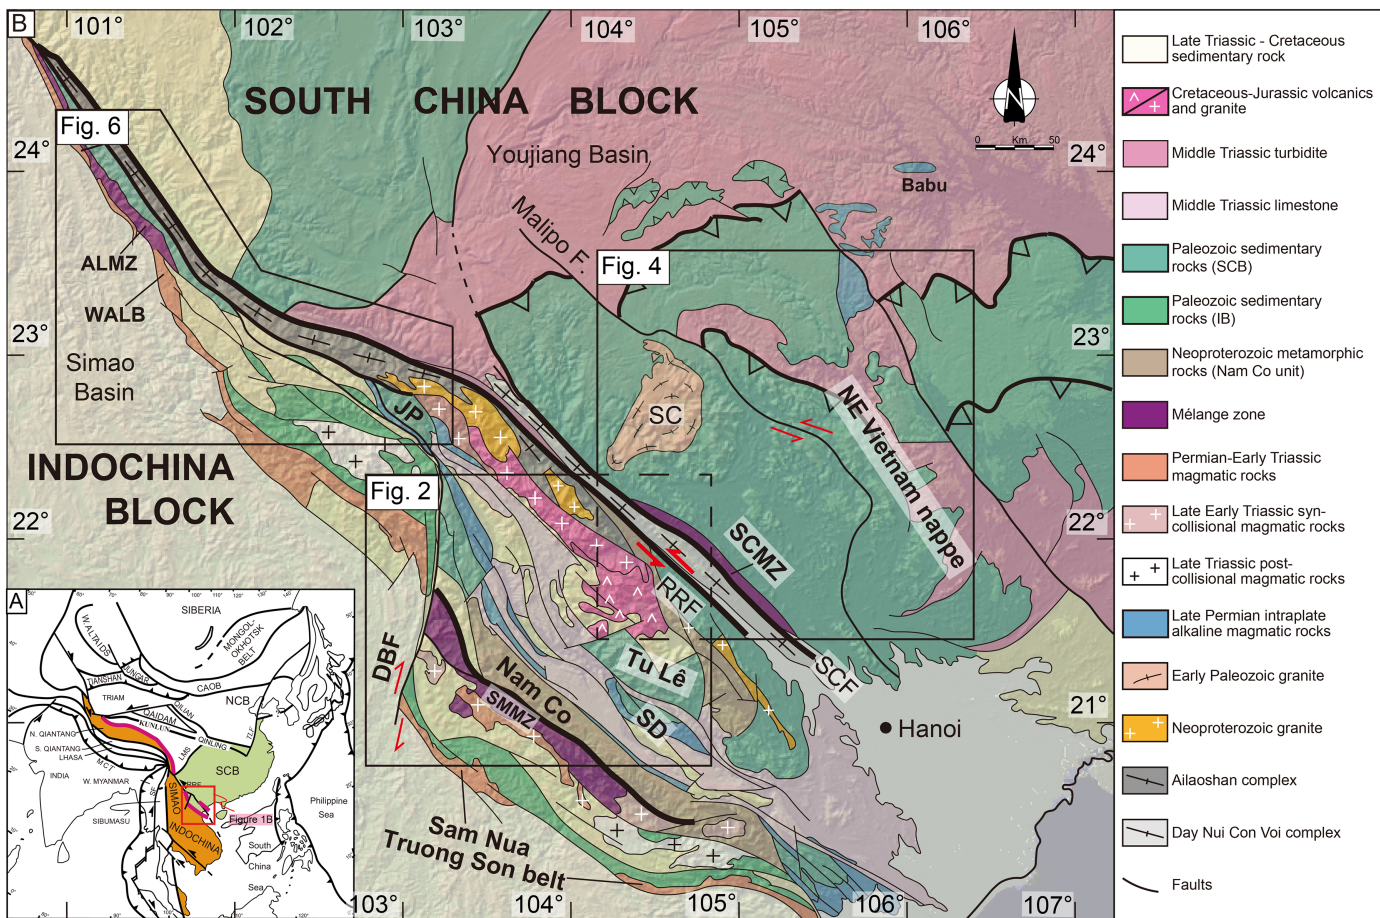 B
101°
102°
103°
104°
105°
106°
SOUTH CHINA BLOCK
Fig. 6
N
0 Km 50
24°
24°
Youjiang Basin
Babu
Malipo F.
Fig. 4
ALMZ
WALB
23°
23°
Simao
Basin
JP
SC
NE Vietnam nappe
INDOCHINA
BLOCK
Fig. 2
22°
22°
SCMZ
RRF
DBF
Tu Lê
SCF
Nam Co
SMMZ
SD
21°
Hanoi
Sam Nua
Truong Son belt
103°
104°
105°
106°
107°
A
SIBERIA
W.ALTAIDS
MONGOL-
OKHOTSK
BELT
JUNGAR
TIANSHAN
CAOB
TRIAM
NCB
QAIDAM
QILIAN
KUNLUN
N. QIANTANG
QINLING
TLF
S. QIANTANG
LMS
LHASA
M.C.T
SCB
INDIA
W. MYANMAR
RRF
SF
SIMAO
Philippine
Sea
SIBUMASU
Figure 1B
INDOCHINA
South
China
Sea
Late Triassic - Cretaceous
sedimentary rock
Cretaceous-Jurassic volcanics
and granite
Middle Triassic turbidite
Middle Triassic limestone
Paleozoic sedimentary
rocks (SCB)
Paleozoic sedimentary
rocks (IB)
Neoproterozoic metamorphic
rocks (Nam Co unit)
Mélange zone
Permian-Early Triassic
magmatic rocks
Late Early Triassic syn-
collisional magmatic rocks
Late Triassic post-
collisional magmatic rocks
Late Permian intraplate
alkaline magmatic rocks
Early Paleozoic granite
Neoproterozoic granite
Ailaoshan complex
Day Nui Con Voi complex
Faults